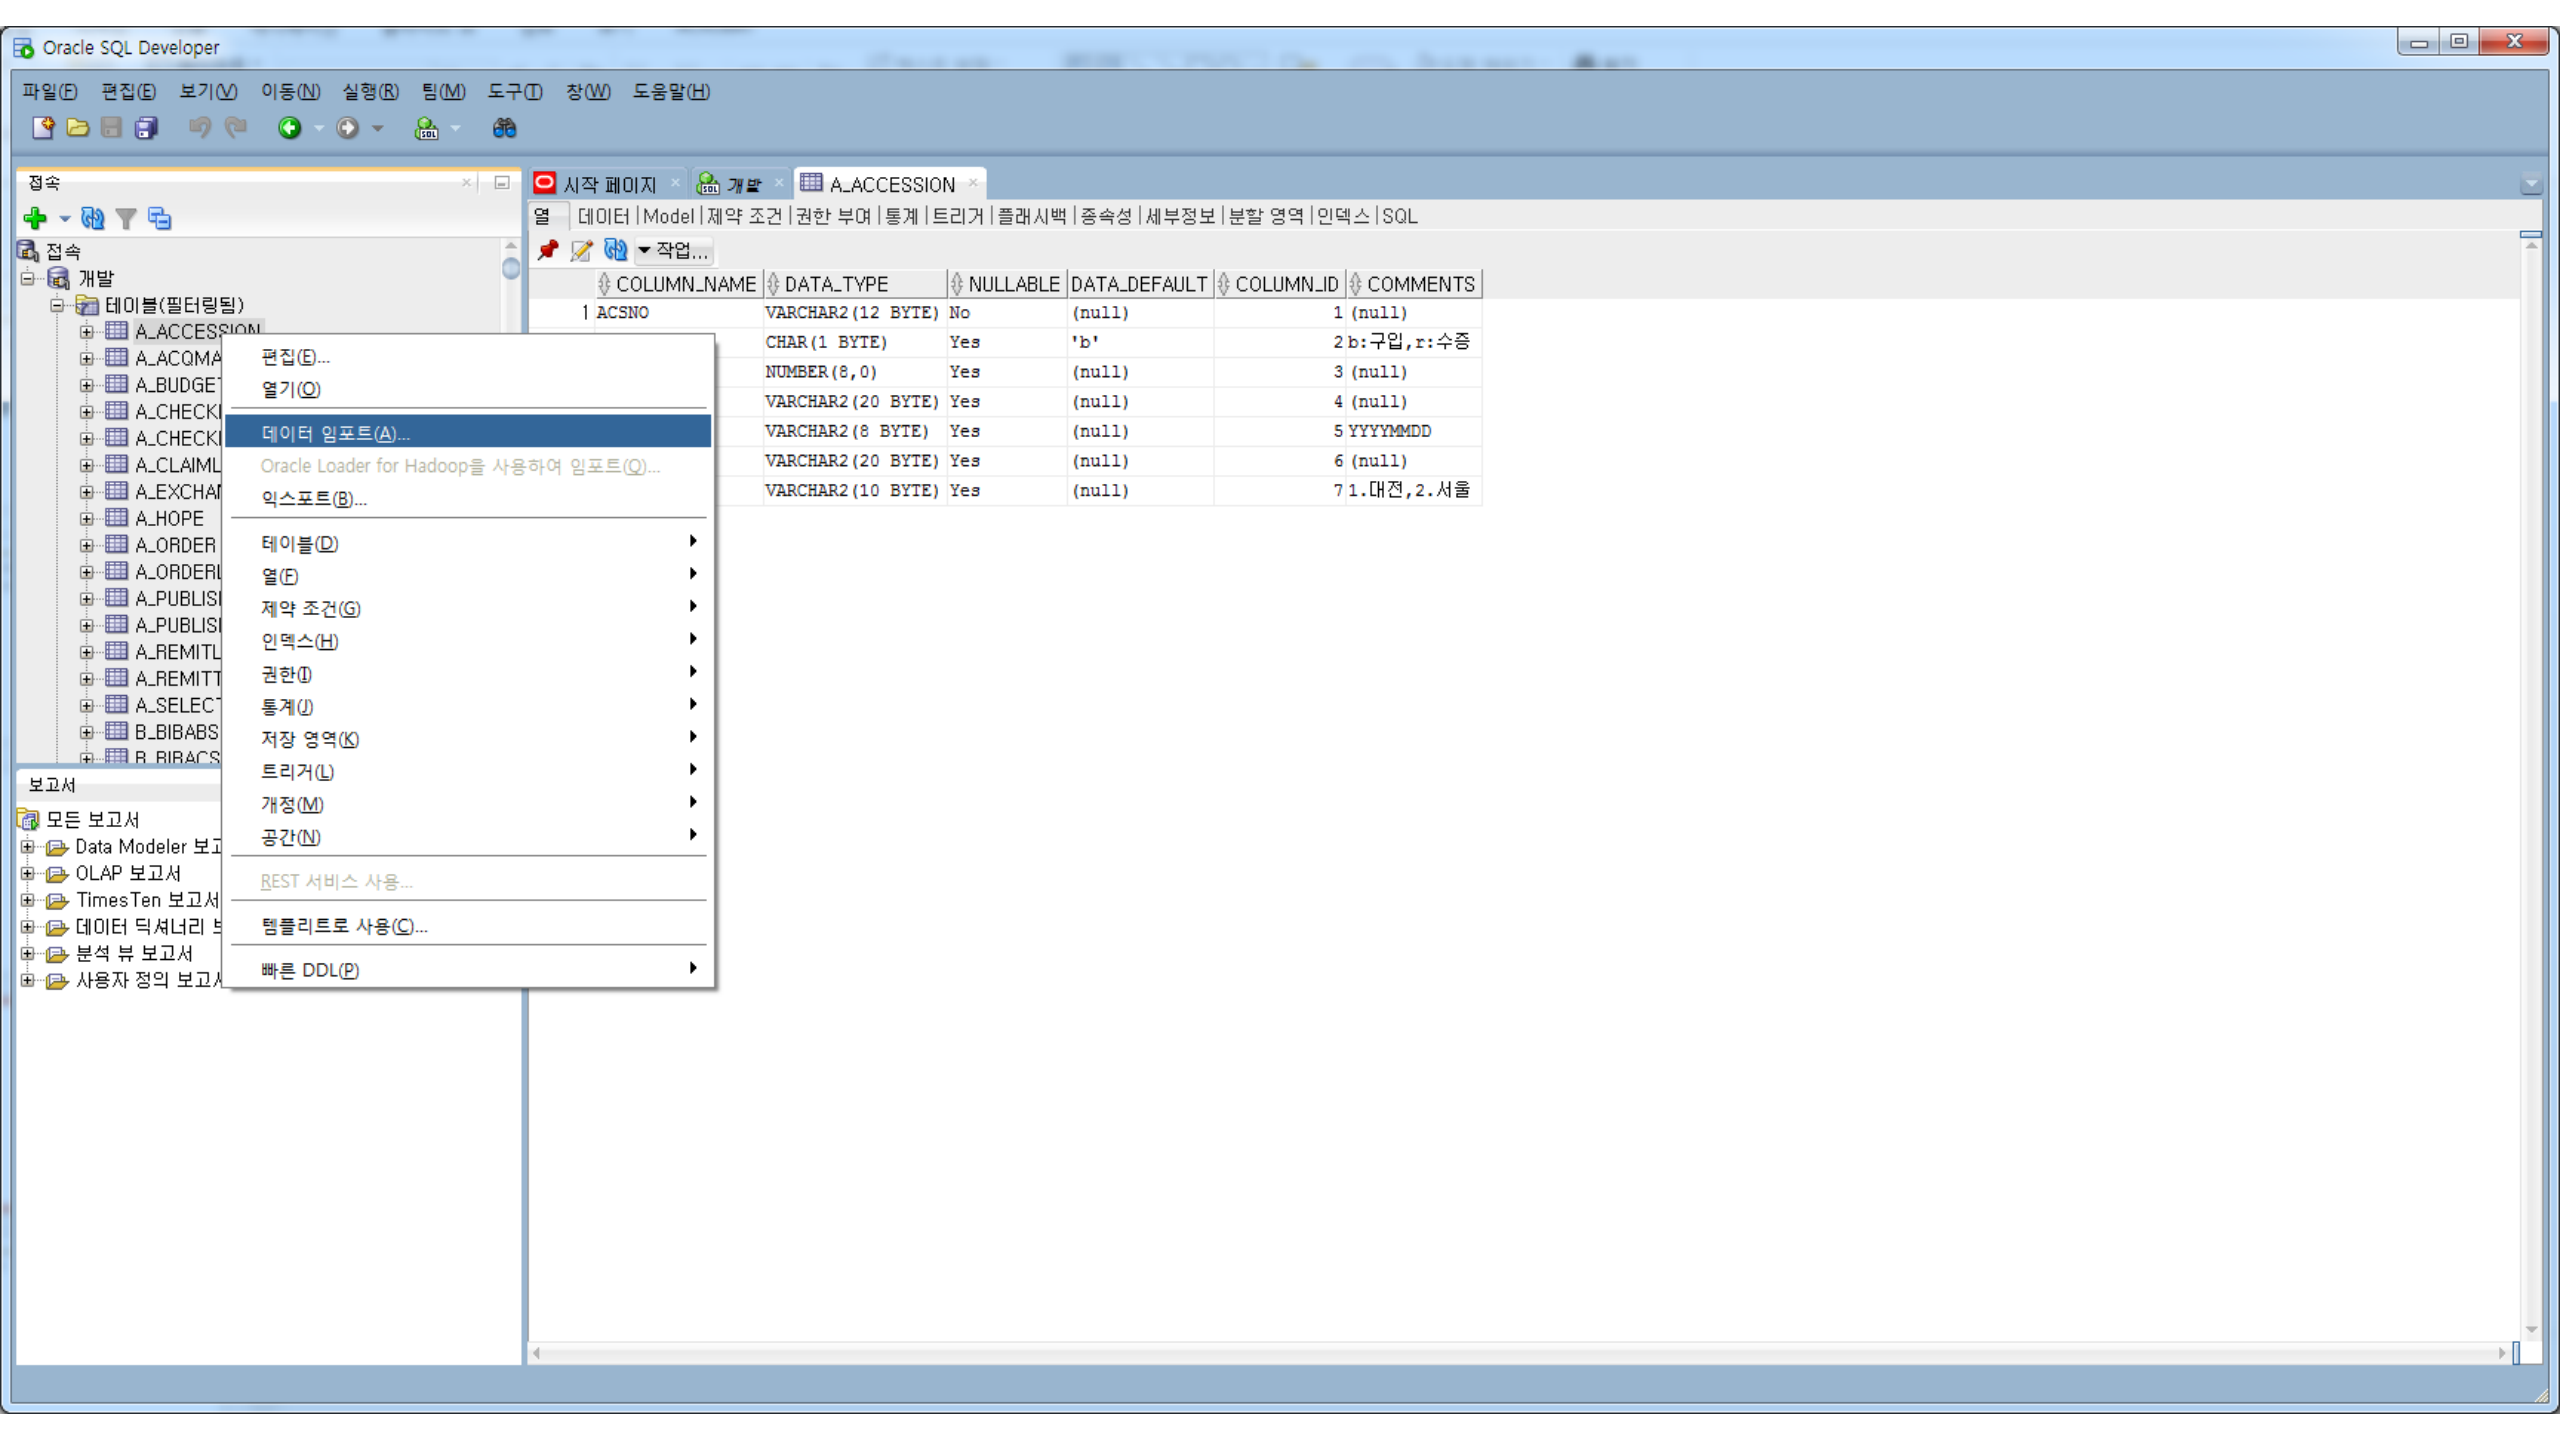 Oracle SQL Developer
파일(F) 편집(E) 보기(V) 이동(N) 실행(R) 팀(M) 도구(T) 창(W) 도움말(H)
접속
접속
개발
테이블(필터링됨)
A_ACCESSION
A_ACQMA
A_BUDGET
A_CHECKI
A_CHECKI
A_CLAIML
A_EXCHAN
A_HOPE
A_ORDER
A_ORDERL
A_PUBLISH
A_PUBLISH
A_REMITL
A_REMITT
A_SELECT
B_BIBABS
B_BIBACS
보고서
모든 보고서
Data Modeler 보고
OLAP 보고서
TimesTen 보고서
데이터 딕셔너리 보
분석 뷰 보고서
사용자 정의 보고서
편집(E)...
열기(O)
데이터 임포트(A)...
Oracle Loader for Hadoop을 사용하여 임포트(Q)...
익스포트(B)...
테이블(D)
열(F)
제약 조건(G)
인덱스(H)
권한(I)
통계(J)
저장 영역(K)
트리거(L)
개정(M)
공간(N)
REST 서비스 사용...
템플리트로 사용(C)...
빠른 DDL(P)
시작 페이지 개발 A_ACCESSION
열 데이터 Model 제약 조건 권한 부여 통계 트리거 플래시백 종속성 세부정보 분할 영역 인덱스 SQL
작업...
COLUMN_NAME DATA_TYPE NULLABLE DATA_DEFAULT COLUMN_ID COMMENTS
1 ACSNO VARCHAR2(12 BYTE) No (null) 1 (null)
CHAR(1 BYTE) Yes 'b' 2 b:구입,r:수증
NUMBER(8,0) Yes (null) 3 (null)
VARCHAR2(20 BYTE) Yes (null) 4 (null)
VARCHAR2(8 BYTE) Yes (null) 5 YYYYMMDD
VARCHAR2(20 BYTE) Yes (null) 6 (null)
VARCHAR2(10 BYTE) Yes (null) 7 1.대전,2.서울